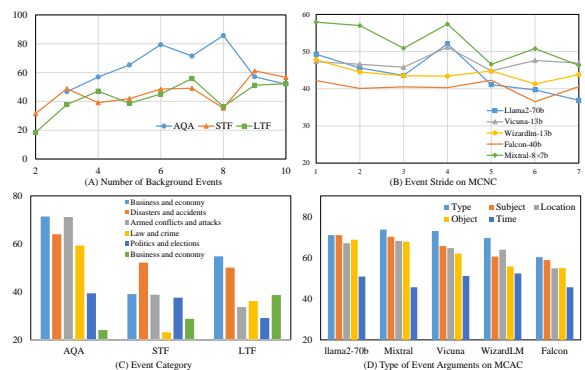 100
80
60
40
20
0
AQA STF LTF
2 4 6 8 10
(A) Number of Background Events
60
50
40
30
20
Llama2-70b
Vicuna-13b
Wizardlm-13b
Falcon-40b
Mixtral-8×7b
1 2 3 4 5 6 7
(B) Event Stride on MCNC
80
60
40
20
Business and economy
Disasters and accidents
Armed conflicts and attacks
Law and crime
Politics and elections
Business and economy
AQA STF LTF
(C) Event Category
80
60
40
20
Type Subject Location
Object Time
llama2-70b Mixtral Vicuna WizardLM Falcon
(D) Type of Event Arguments on MCAC